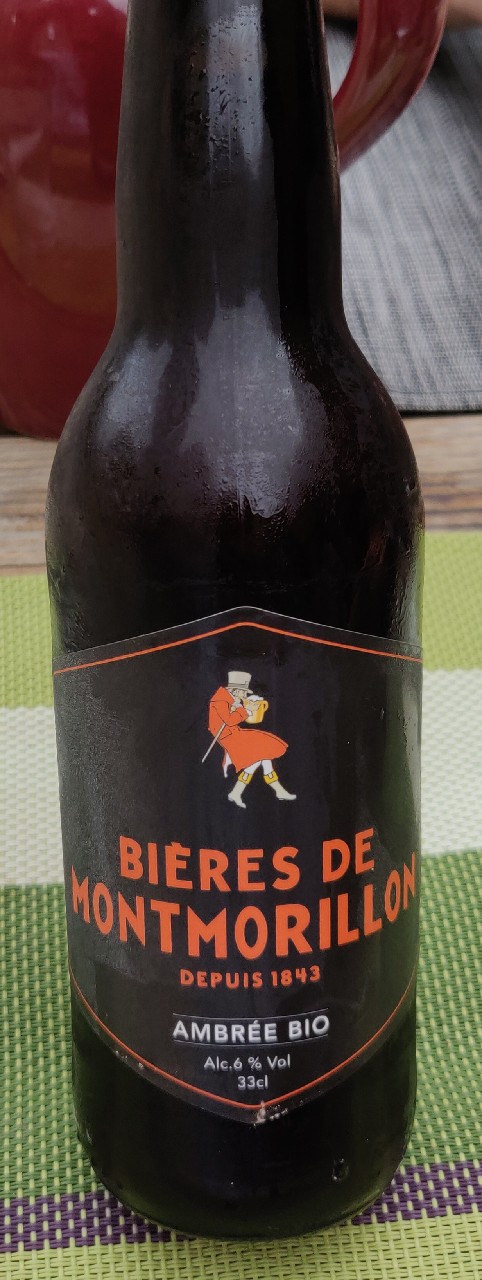 BIÈRES DE
MONTMORILLON
DEPUIS 1843
AMBRÉE BIO
Alc.6 % Vol
33cl